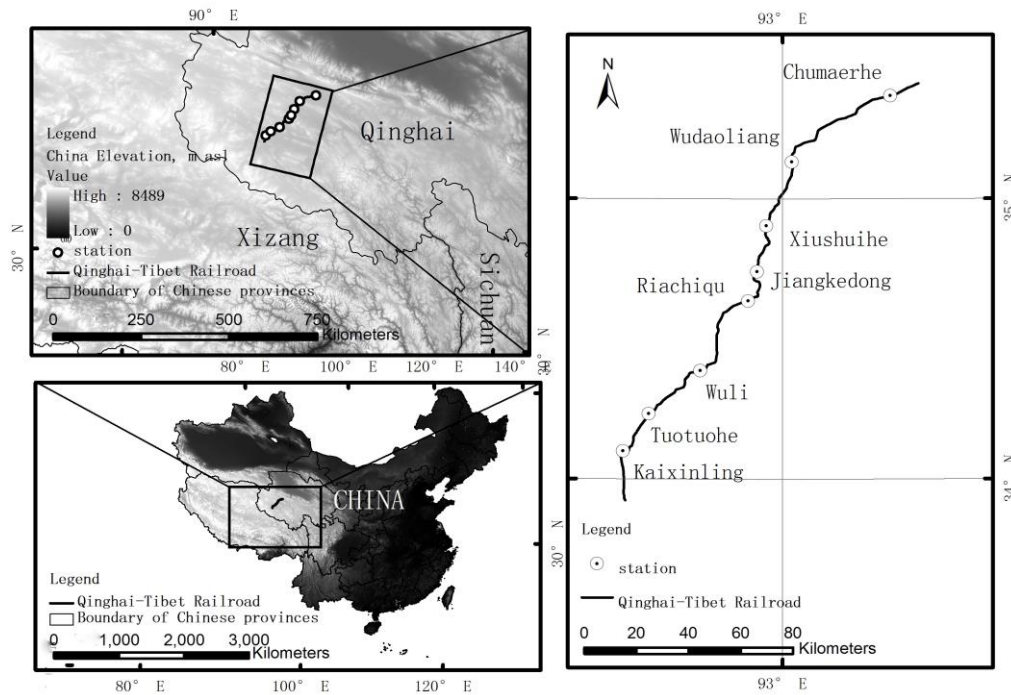 90° E
Qinghai
Legend
China Elevation, m asl
Value
High : 8489
Low : 0
station
Qinghai-Tibet Railroad
Boundary of Chinese provinces
0 250 500 750
Kilometers
Xizang
Sichuan
30° N
30° N
80° E 100° E 120° E 140° E
CHINA
30° N
Legend
Qinghai-Tibet Railroad
Boundary of Chinese provinces
0 1,000 2,000 3,000
Kilometers
80° E 100° E 120° E
93° E
N
Chumaerhe
Wudaoliang
35° N
Xiushuihe
Jiangkedong
Riachiqu
Wuli
Tuotuohe
Kaixinling
34° N
Legend
station
Qinghai-Tibet Railroad
0 20 40 60 80
Kilometers
93° E